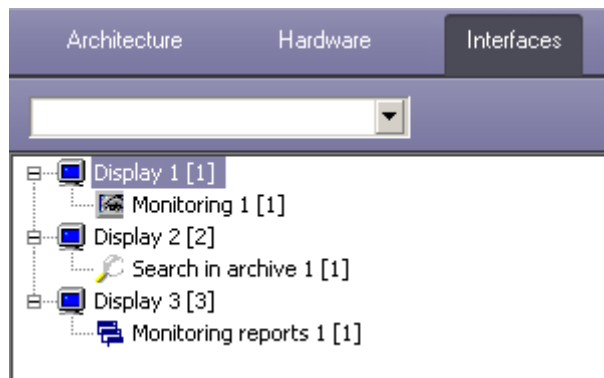 Architecture Hardware Interfaces
Display 1 [1]
Monitoring 1 [1]
Display 2 [2]
Search in archive 1 [1]
Display 3 [3]
Monitoring reports 1 [1]